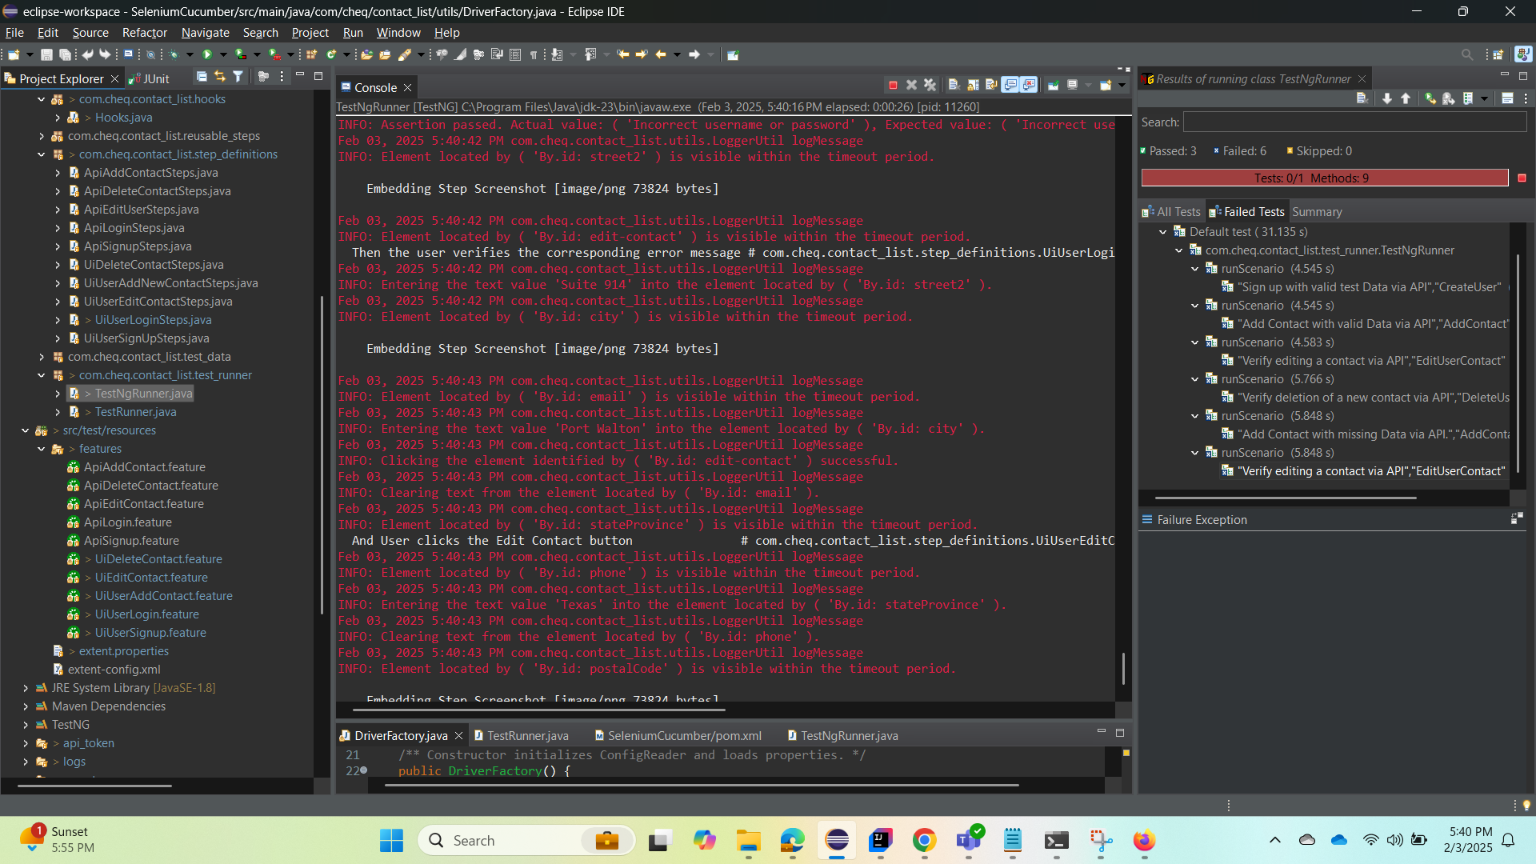 eclipse-workspace - SeleniumCucumber/src/main/java/com/cheq/contact_list/utils/DriverFactory.java - Eclipse IDE
File Edit Source Refactor Navigate Search Project Run Window Help
Project Explorer
JUnit
> com.cheq.contact_list.hooks
> Hooks.java
com.cheq.contact_list.reusable_steps
> com.cheq.contact_list.step_definitions
ApiAddContactSteps.java
ApiDeleteContactSteps.java
ApiEditUserSteps.java
ApiLoginSteps.java
ApiSignupSteps.java
UiDeleteContactSteps.java
UiUserAddNewContactSteps.java
UiUserEditContactSteps.java
> UiUserLoginSteps.java
UiUserSignUpSteps.java
com.cheq.contact_list.test_data
> com.cheq.contact_list.test_runner
> TestNgRunner.java
> TestRunner.java
> src/test/resources
> features
ApiAddContact.feature
ApiDeleteContact.feature
ApiEditContact.feature
ApiLogin.feature
ApiSignup.feature
> UiDeleteContact.feature
> UiEditContact.feature
> UiUserAddContact.feature
> UiUserLogin.feature
> UiUserSignup.feature
> extent.properties
extent-config.xml
JRE System Library [JavaSE-1.8]
Maven Dependencies
TestNG
> api_token
> logs
Console
TestNgRunner [TestNG] C:\Program Files\Java\jdk-23\bin\javaw.exe (Feb 3, 2025, 5:40:16 PM elapsed: 0:00:26) [pid: 11260]
INFO: Assertion passed. Actual value: ( 'Incorrect username or password' ), Expected value: ( 'Incorrect use
Feb 03, 2025 5:40:42 PM com.cheq.contact_list.utils.LoggerUtil logMessage
INFO: Element located by ( 'By.id: street2' ) is visible within the timeout period.
Embedding Step Screenshot [image/png 73824 bytes]
Feb 03, 2025 5:40:42 PM com.cheq.contact_list.utils.LoggerUtil logMessage
INFO: Element located by ( 'By.id: edit-contact' ) is visible within the timeout period.
Then the user verifies the corresponding error message # com.cheq.contact_list.step_definitions.UiUserLogi
Feb 03, 2025 5:40:42 PM com.cheq.contact_list.utils.LoggerUtil logMessage
INFO: Entering the text value 'Suite 914' into the element located by ( 'By.id: street2' ).
Feb 03, 2025 5:40:42 PM com.cheq.contact_list.utils.LoggerUtil logMessage
INFO: Element located by ( 'By.id: city' ) is visible within the timeout period.
Embedding Step Screenshot [image/png 73824 bytes]
Feb 03, 2025 5:40:43 PM com.cheq.contact_list.utils.LoggerUtil logMessage
INFO: Element located by ( 'By.id: email' ) is visible within the timeout period.
Feb 03, 2025 5:40:43 PM com.cheq.contact_list.utils.LoggerUtil logMessage
INFO: Entering the text value 'Port Walton' into the element located by ( 'By.id: city' ).
Feb 03, 2025 5:40:43 PM com.cheq.contact_list.utils.LoggerUtil logMessage
INFO: Clicking the element identified by ( 'By.id: edit-contact' ) successful.
Feb 03, 2025 5:40:43 PM com.cheq.contact_list.utils.LoggerUtil logMessage
INFO: Clearing text from the element located by ( 'By.id: email' ).
Feb 03, 2025 5:40:43 PM com.cheq.contact_list.utils.LoggerUtil logMessage
INFO: Element located by ( 'By.id: stateProvince' ) is visible within the timeout period.
And User clicks the Edit Contact button # com.cheq.contact_list.step_definitions.UiUserEditC
Feb 03, 2025 5:40:43 PM com.cheq.contact_list.utils.LoggerUtil logMessage
INFO: Element located by ( 'By.id: phone' ) is visible within the timeout period.
Feb 03, 2025 5:40:43 PM com.cheq.contact_list.utils.LoggerUtil logMessage
INFO: Entering the text value 'Texas' into the element located by ( 'By.id: stateProvince' ).
Feb 03, 2025 5:40:43 PM com.cheq.contact_list.utils.LoggerUtil logMessage
INFO: Clearing text from the element located by ( 'By.id: phone' ).
Feb 03, 2025 5:40:43 PM com.cheq.contact_list.utils.LoggerUtil logMessage
INFO: Element located by ( 'By.id: postalCode' ) is visible within the timeout period.
Embedding Step Screenshot [image/png 73824 bytes]
DriverFactory.java
TestRunner.java
SeleniumCucumber/pom.xml
TestNgRunner.java
21 /** Constructor initializes ConfigReader and loads properties. */
22 public DriverFactory() {
Results of running class TestNgRunner
Search:
Passed: 3 Failed: 6 Skipped: 0
Tests: 0/1 Methods: 9
All Tests Failed Tests Summary
Default test ( 31.135 s)
com.cheq.contact_list.test_runner.TestNgRunner
runScenario (4.545 s)
"Sign up with valid test Data via API","CreateUser"
runScenario (4.545 s)
"Add Contact with valid Data via API","AddContact"
runScenario (4.583 s)
"Verify editing a contact via API","EditUserContact"
runScenario (5.766 s)
"Verify deletion of a new contact via API","DeleteUs
runScenario (5.848 s)
"Add Contact with missing Data via API.","AddConta
runScenario (5.848 s)
"Verify editing a contact via API","EditUserContact"
Failure Exception
1
Sunset
5:55 PM
Search
5:40 PM
2/3/2025